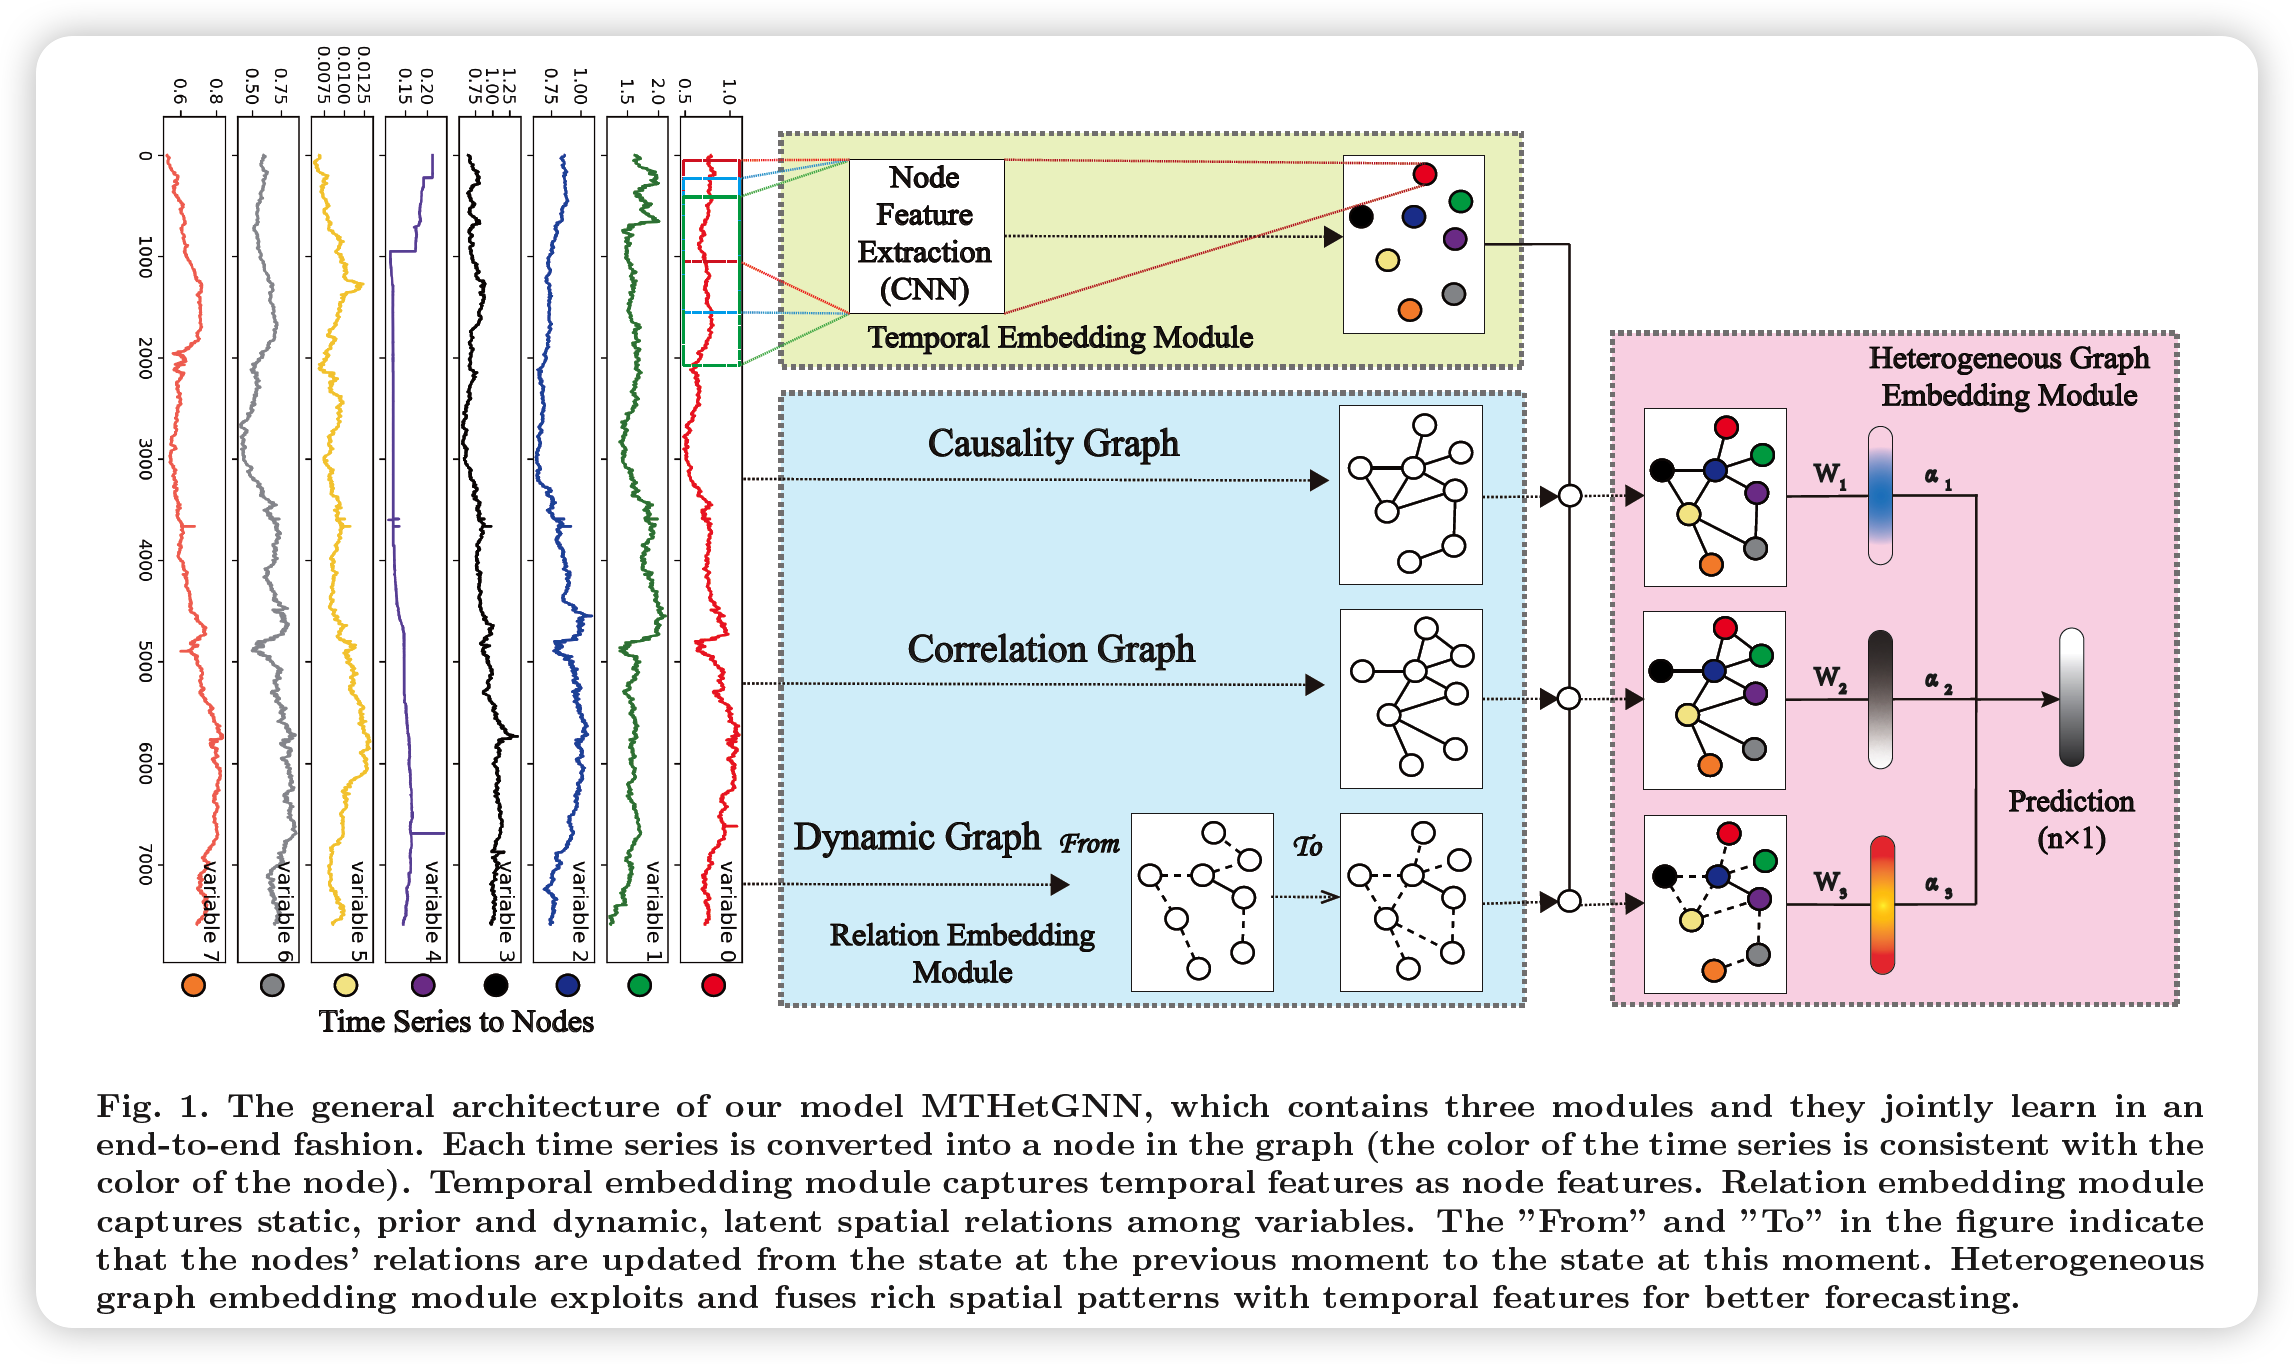 0.6 0.8 0.50 0.75 0.0075 0.0100 0.0125 0.15 0.20 0.75 1.00 1.25 0.75 1.00 1.5 2.0 0.5 1.0
0
1000
2000
3000
4000
5000
6000
7000
variable 7
variable 6
variable 5
variable 4
variable 3
variable 2
variable 1
variable 0
Time Series to Nodes
Node
Feature
Extraction
(CNN)
Temporal Embedding Module
Causality Graph
Correlation Graph
Dynamic Graph
From
To
Relation Embedding
Module
Heterogeneous Graph
Embedding Module
W1 α1
W2 α2
W3 α3
Prediction
(n×1)
Fig. 1. The general architecture of our model MTHetGNN, which contains three modules and they jointly learn in an
end-to-end fashion. Each time series is converted into a node in the graph (the color of the time series is consistent with the
color of the node). Temporal embedding module captures temporal features as node features. Relation embedding module
captures static, prior and dynamic, latent spatial relations among variables. The ”From” and ”To” in the figure indicate
that the nodes’ relations are updated from the state at the previous moment to the state at this moment. Heterogeneous
graph embedding module exploits and fuses rich spatial patterns with temporal features for better forecasting.